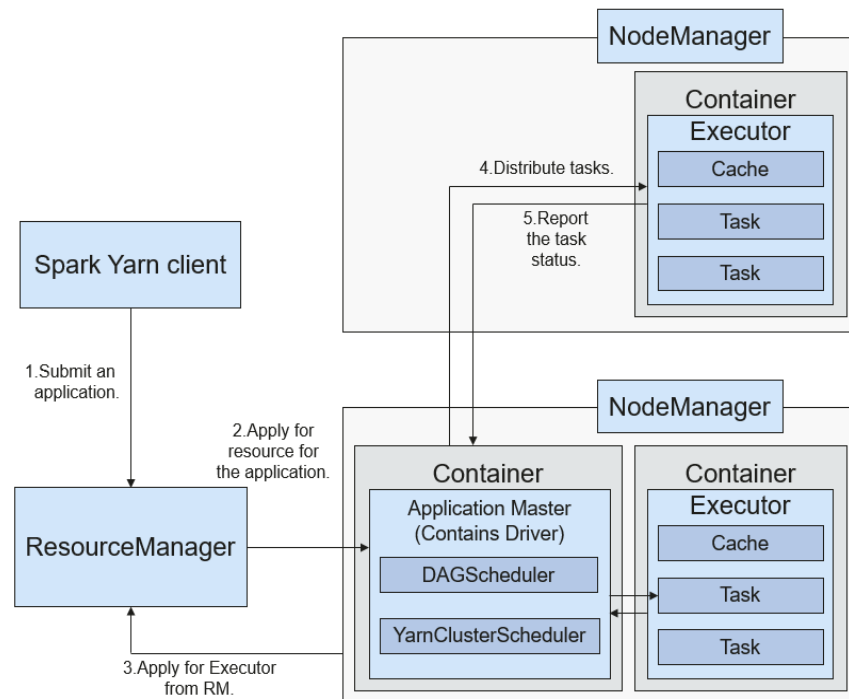 NodeManager
Container
Executor
Cache
Task
Task
4.Distribute tasks.
5.Report
the task
status.
Spark Yarn client
1.Submit an
application.
2.Apply for
resource for
the application.
ResourceManager
3.Apply for Executor
from RM.
NodeManager
Container
Application Master
(Contains Driver)
DAGScheduler
YarnClusterScheduler
Container
Executor
Cache
Task
Task